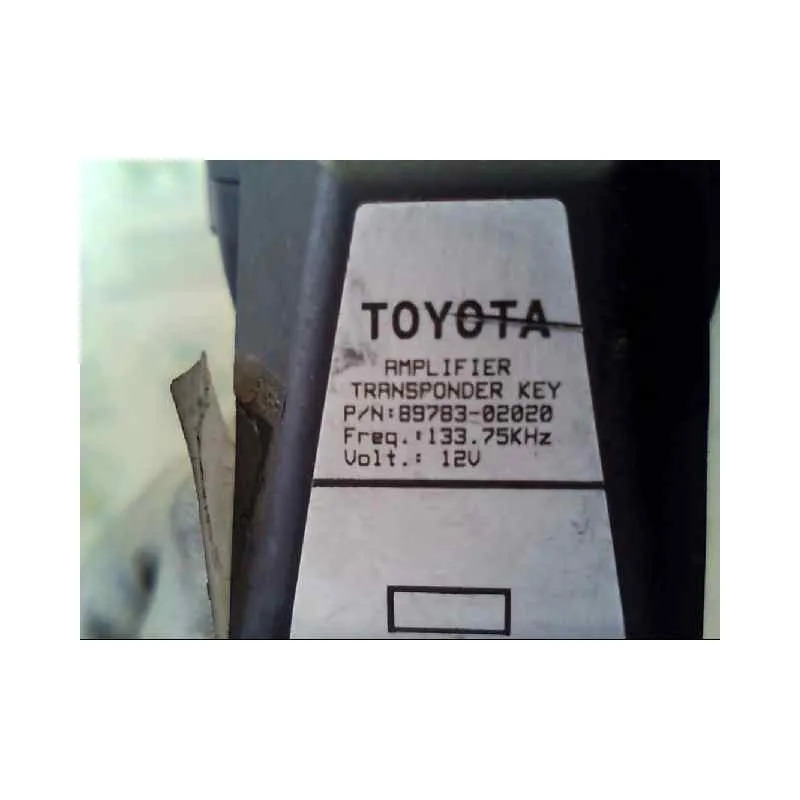 TOYOTA
AMPLIFIER
TRANSPONDER KEY
P/N:89783-02020
Freq.:133.75KHz
Volt.: 12V